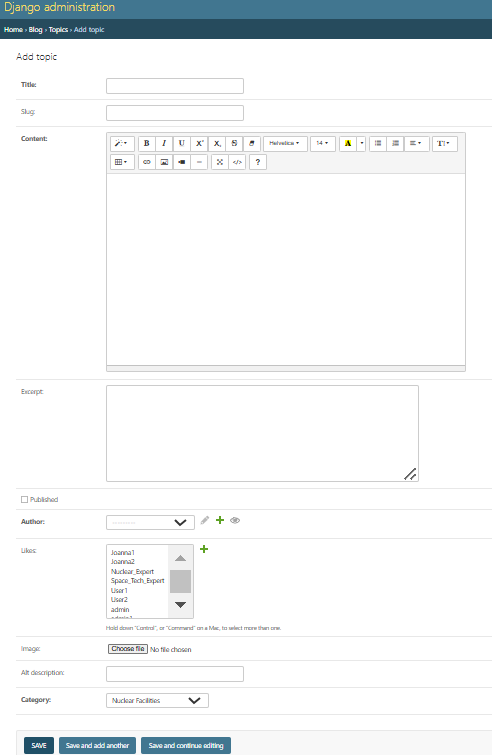 Django administration
Home › Blog › Topics › Add topic
Add topic
Title:
Slug:
Content:
B I U X² X₂ S Helvetica 14 A T
</> ?
Excerpt:
Published
Author: ---------
Likes:
Joanna1
Joanna2
Nuclear_Expert
Space_Tech_Expert
User1
User2
admin
Hold down "Control", or "Command" on a Mac, to select more than one.
Image: Choose file No file chosen
Alt description:
Category: Nuclear Facilities
SAVE Save and add another Save and continue editing